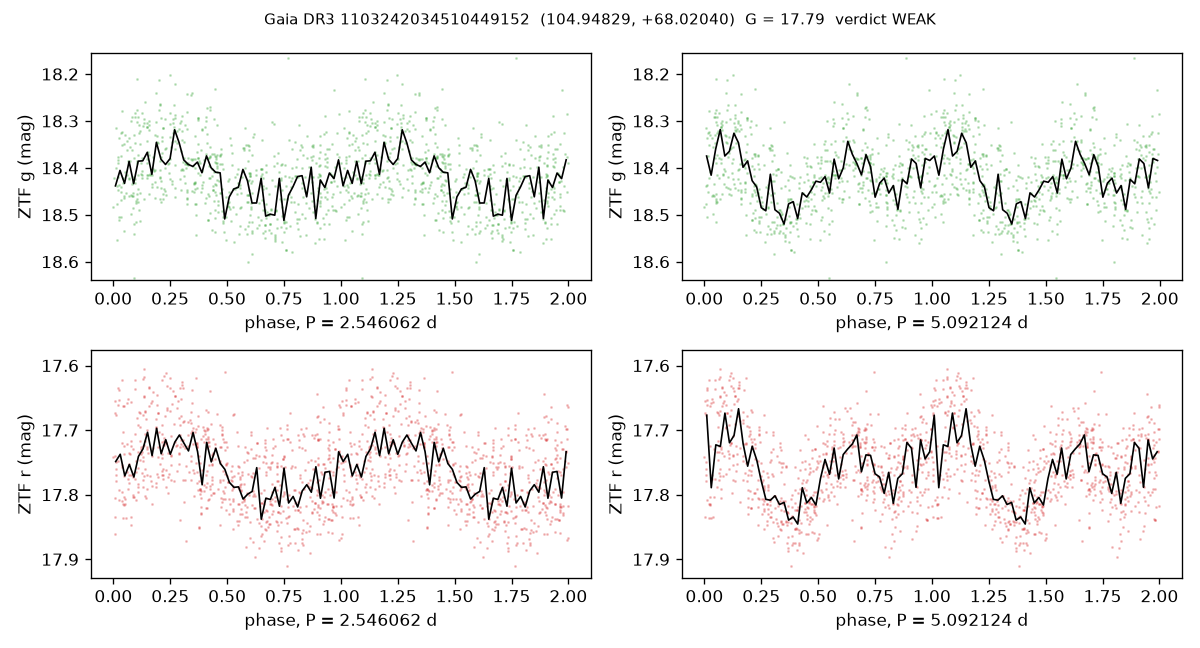 Gaia DR3 1103242034510449152 (104.94829, +68.02040) G = 17.79 verdict WEAK
18.2
18.3
18.4
18.5
18.6
ZTF g (mag)
0.00 0.25 0.50 0.75 1.00 1.25 1.50 1.75 2.00
phase, P = 2.546062 d
18.2
18.3
18.4
18.5
18.6
ZTF g (mag)
0.00 0.25 0.50 0.75 1.00 1.25 1.50 1.75 2.00
phase, P = 5.092124 d
17.6
17.7
17.8
17.9
ZTF r (mag)
0.00 0.25 0.50 0.75 1.00 1.25 1.50 1.75 2.00
phase, P = 2.546062 d
17.6
17.7
17.8
17.9
ZTF r (mag)
0.00 0.25 0.50 0.75 1.00 1.25 1.50 1.75 2.00
phase, P = 5.092124 d